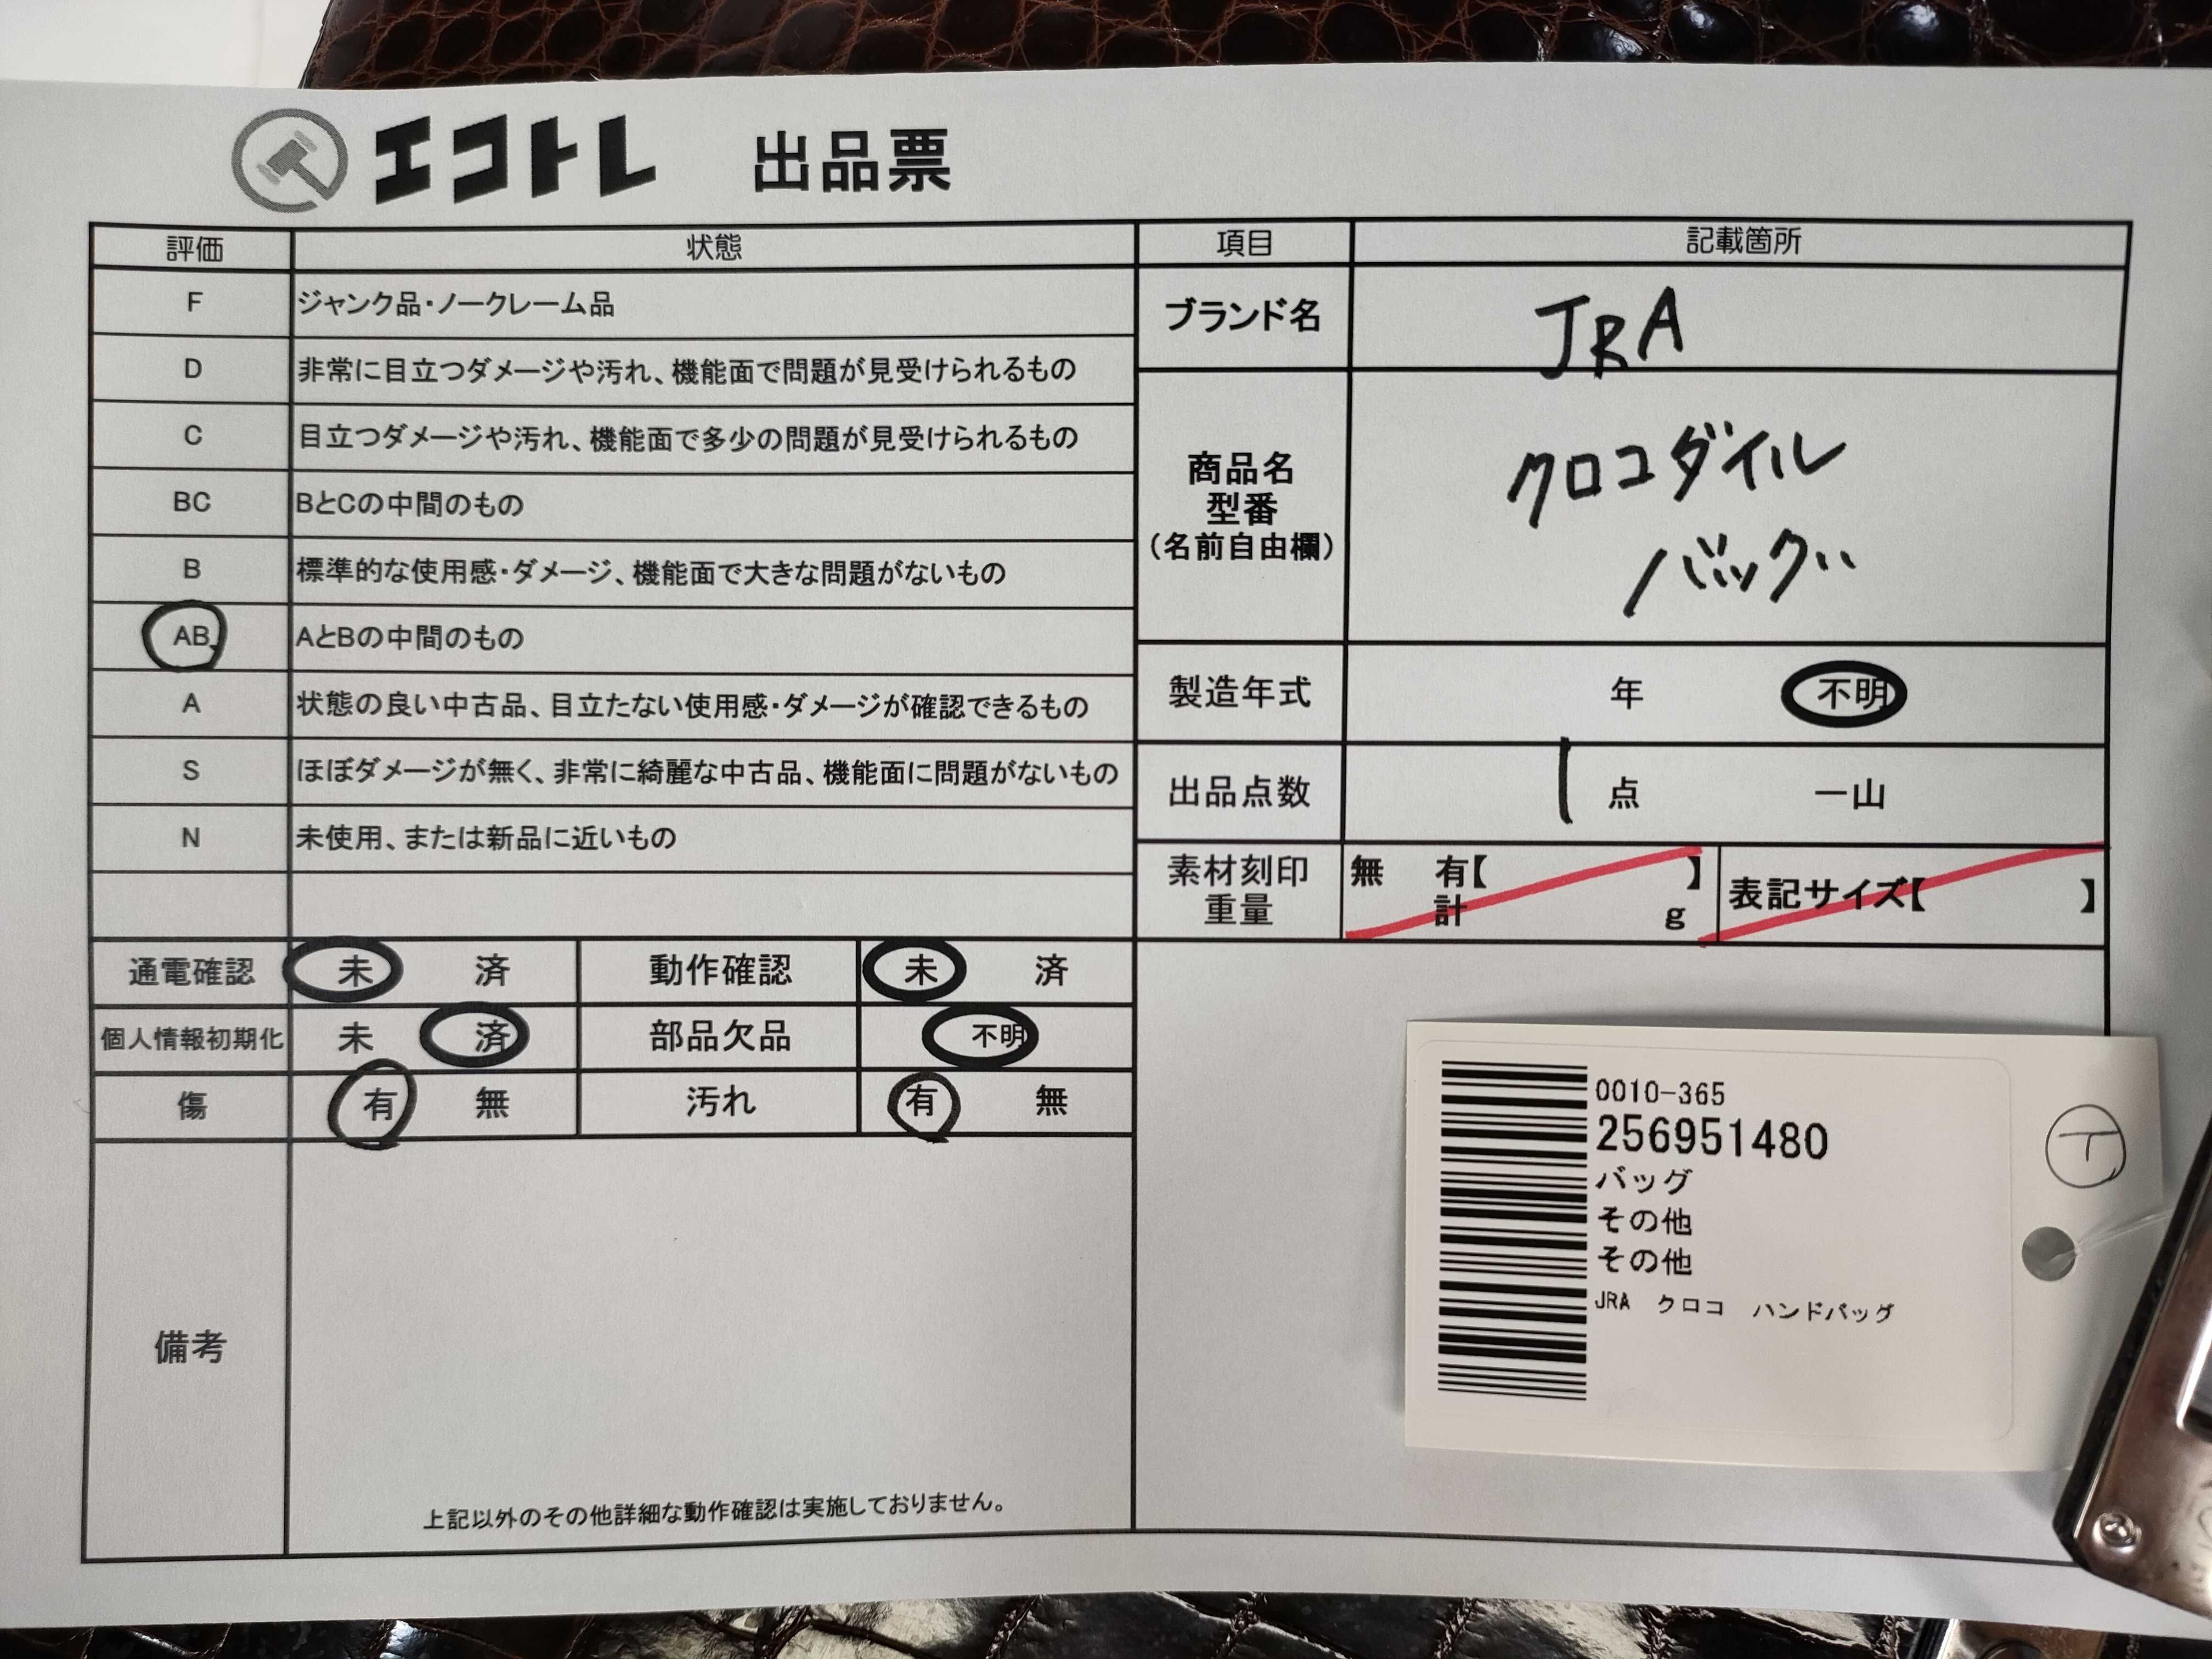 エコトレ 出品票
評価 状態
F ジャンク品・ノークレーム品
D 非常に目立つダメージや汚れ、機能面で問題が見受けられるもの
C 目立つダメージや汚れ、機能面で多少の問題が見受けられるもの
BC BとCの中間のもの
B 標準的な使用感・ダメージ、機能面で大きな問題がないもの
AB AとBの中間のもの
A 状態の良い中古品、目立たない使用感・ダメージが確認できるもの
S ほぼダメージが無く、非常に綺麗な中古品、機能面に問題がないもの
N 未使用、または新品に近いもの
通電確認 未 済 動作確認 未 済
個人情報初期化 未 済 部品欠品 不明
傷 有 無 汚れ 有 無
備考
上記以外のその他詳細な動作確認は実施しておりません。
項目 記載箇所
ブランド名 JRA
商品名
型番
(名前自由欄)
クロコダイル
バッグ
製造年式 年 不明
出品点数 1 点 一山
素材刻印 無 有【 】
重量 計 g
表記サイズ【 】
0010-365
256951480
バッグ
その他
その他
JRA クロコ ハンドバッグ
T